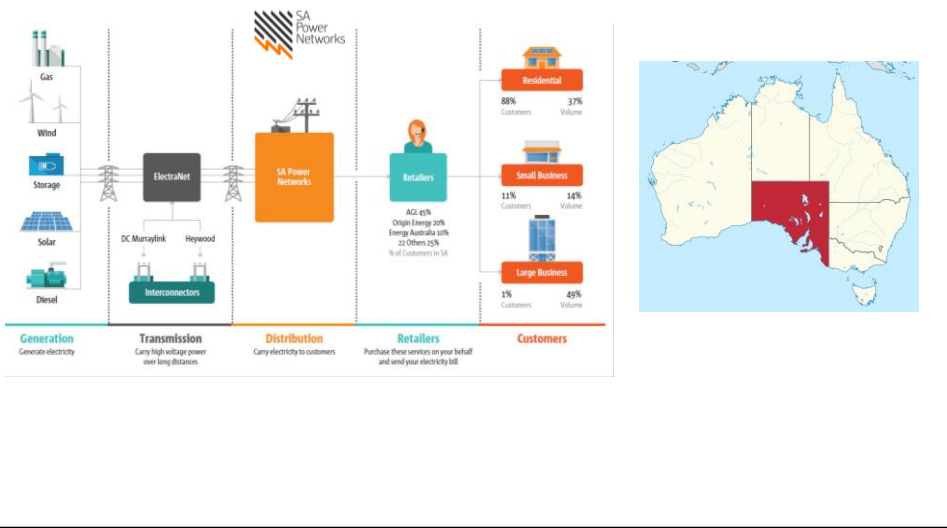 SA
Power
Networks
Gas
Wind
Storage
Solar
Diesel
ElectraNet
DC Murraylink
Heywood
Interconnectors
SA Power
Networks
Retailers
AGL 45%
Origin Energy 20%
Energy Australia 10%
22 Others 25%
% of Customers in SA
Residential
88% 37%
Customers Volume
Small Business
11% 14%
Customers Volume
Large Business
1% 49%
Customers Volume
Generation
Generate electricity
Transmission
Carry high voltage power
over long distances
Distribution
Carry electricity to customers
Retailers
Purchase these services on your behalf
and send your electricity bill
Customers